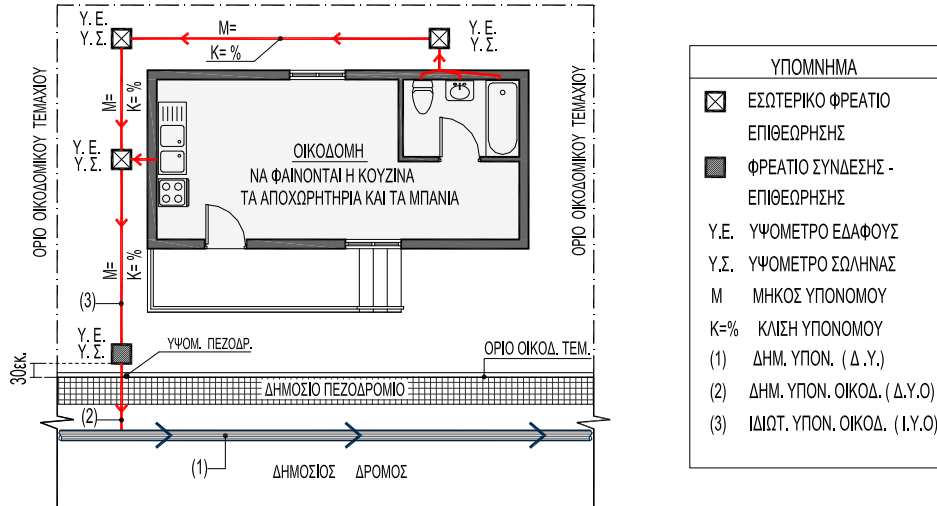 Υ. Ε.
Υ. Σ.
Μ=
Κ= %
Υ. Ε.
Υ. Σ.
ΟΡΙΟ ΟΙΚΟΔΟΜΙΚΟΥ ΤΕΜΑΧΙΟΥ
Μ=
Κ= %
Υ. Ε.
Υ. Σ.
ΟΙΚΟΔΟΜΗ
ΝΑ ΦΑΙΝΟΝΤΑΙ Η ΚΟΥΖΙΝΑ
ΤΑ ΑΠΟΧΩΡΗΤΗΡΙΑ ΚΑΙ ΤΑ ΜΠΑΝΙΑ
ΟΡΙΟ ΟΙΚΟΔΟΜΙΚΟΥ ΤΕΜΑΧΙΟΥ
Μ=
Κ= %
(3)
Υ. Ε.
Υ. Σ.
ΥΨΟΜ. ΠΕΖΟΔΡ.
ΟΡΙΟ ΟΙΚΟΔ. ΤΕΜ.
30εκ.
ΔΗΜΟΣΙΟ ΠΕΖΟΔΡΟΜΙΟ
(2)
(1)
ΔΗΜΟΣΙΟΣ ΔΡΟΜΟΣ
ΥΠΟΜΝΗΜΑ
ΕΣΩΤΕΡΙΚΟ ΦΡΕΑΤΙΟ
ΕΠΙΘΕΩΡΗΣΗΣ
ΦΡΕΑΤΙΟ ΣΥΝΔΕΣΗΣ -
ΕΠΙΘΕΩΡΗΣΗΣ
Υ.Ε. ΥΨΟΜΕΤΡΟ ΕΔΑΦΟΥΣ
Υ.Σ. ΥΨΟΜΕΤΡΟ ΣΩΛΗΝΑΣ
Μ ΜΗΚΟΣ ΥΠΟΝΟΜΟΥ
Κ=% ΚΛΙΣΗ ΥΠΟΝΟΜΟΥ
(1) ΔΗΜ. ΥΠΟΝ. ( Δ .Υ.)
(2) ΔΗΜ. ΥΠΟΝ. ΟΙΚΟΔ. ( Δ.Υ.Ο)
(3) ΙΔΙΩΤ. ΥΠΟΝ. ΟΙΚΟΔ. ( Ι.Υ.Ο)